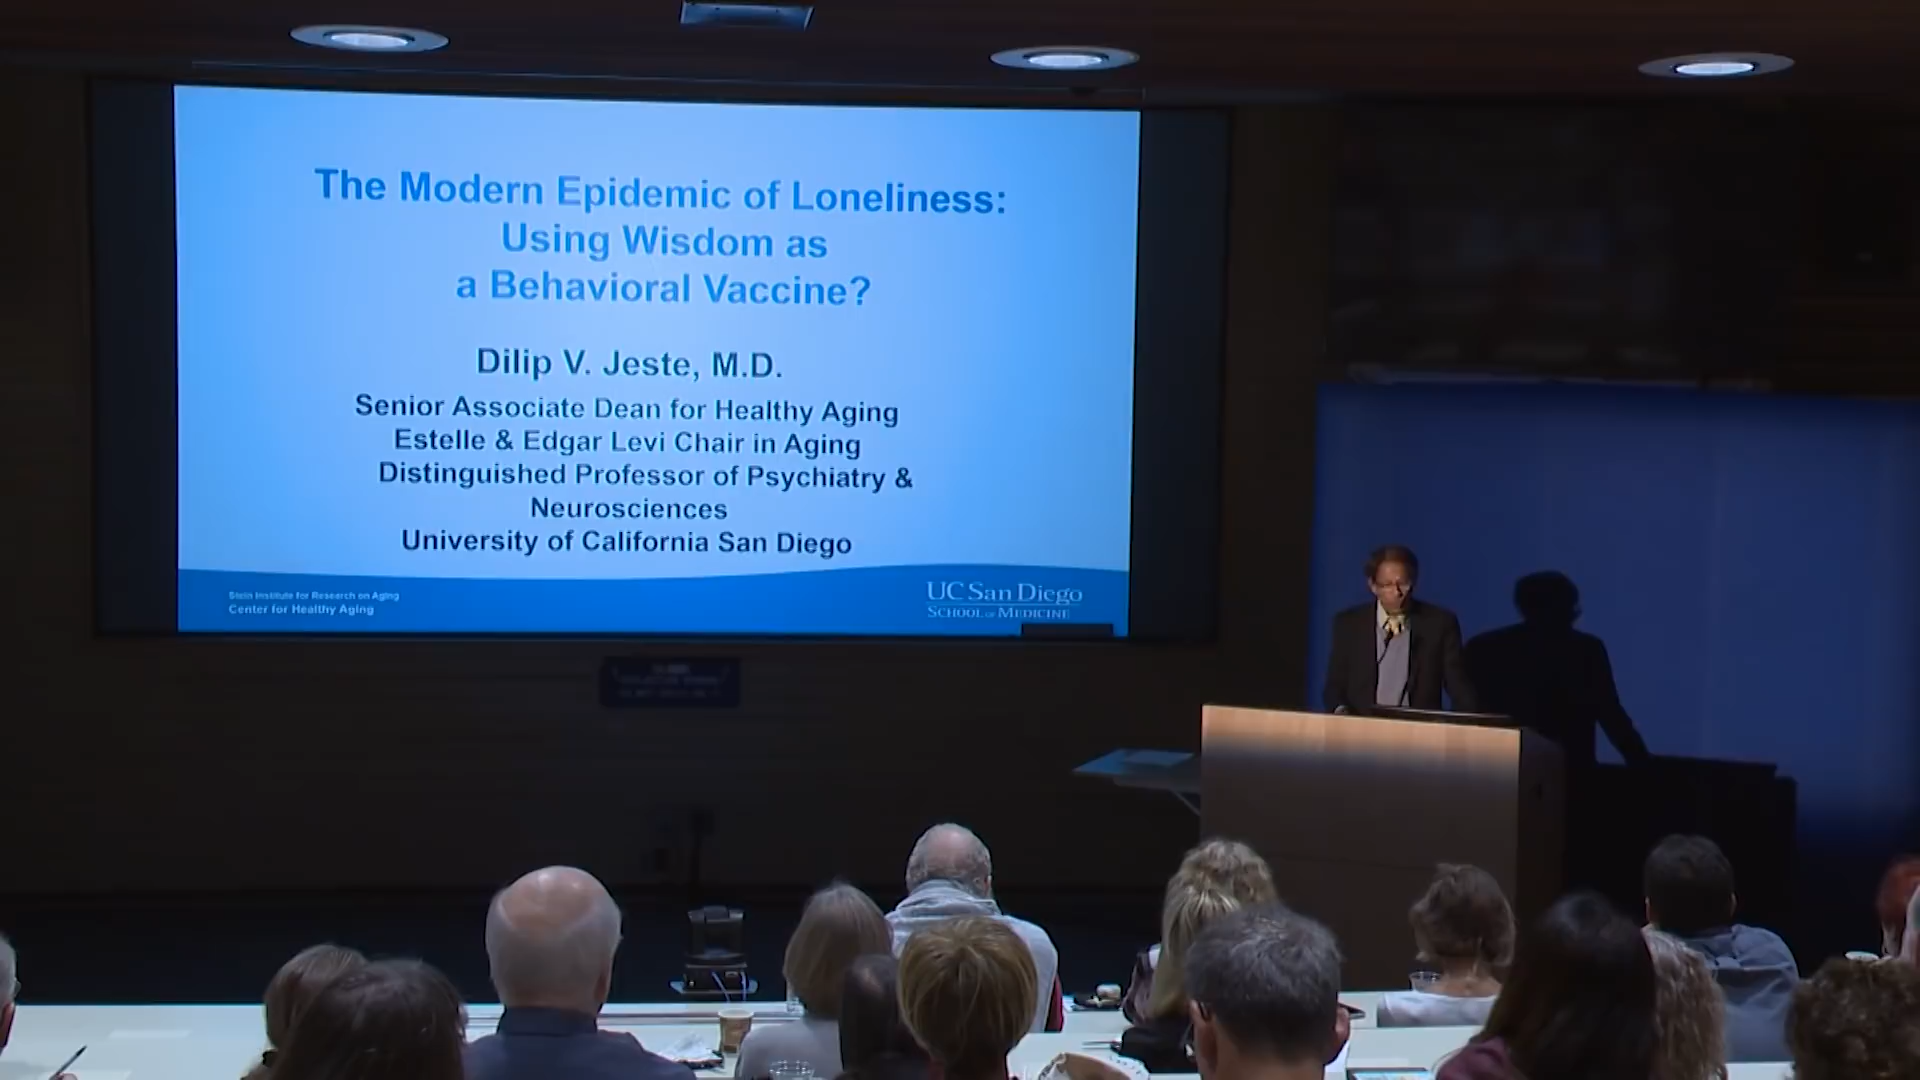 The Modern Epidemic of Loneliness:
Using Wisdom as
a Behavioral Vaccine?
Dilip V. Jeste, M.D.
Senior Associate Dean for Healthy Aging
Estelle & Edgar Levi Chair in Aging
Distinguished Professor of Psychiatry &
Neurosciences
University of California San Diego
Stein Institute for Research on Aging
Center for Healthy Aging
UC San Diego
SCHOOL OF MEDICINE